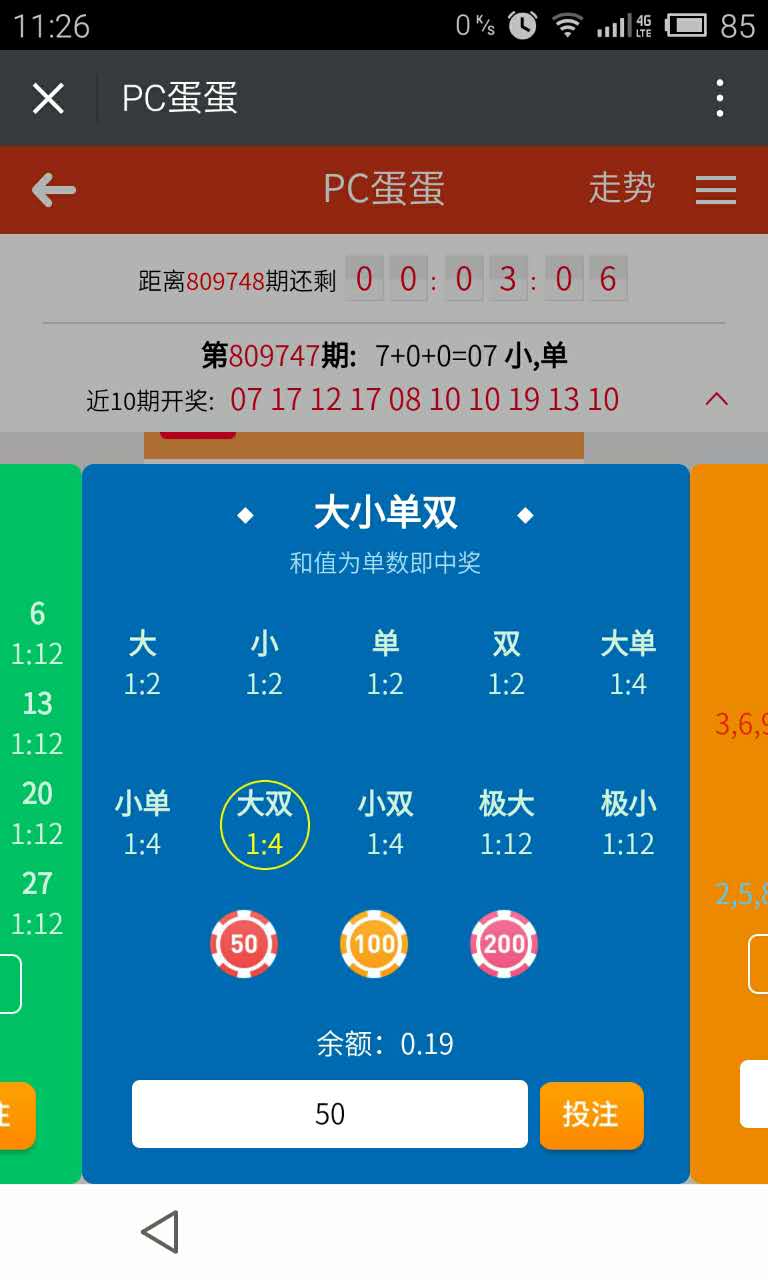 11:26 0 K/s 4G LTE 85
PC蛋蛋
PC蛋蛋 走势
距离809748期还剩 0 0 : 0 3 : 0 6
第809747期: 7+0+0=07 小,单
近10期开奖: 07 17 12 17 08 10 10 19 13 10
大小单双
和值为单数即中奖
大 小 单 双 大单
1:2 1:2 1:2 1:2 1:4
小单 大双 小双 极大 极小
1:4 1:4 1:4 1:12 1:12
50 100 200
余额：0.19
50 投注
6
1:12
13
1:12
20
1:12
27
1:12
注
3,6,9
2,5,8